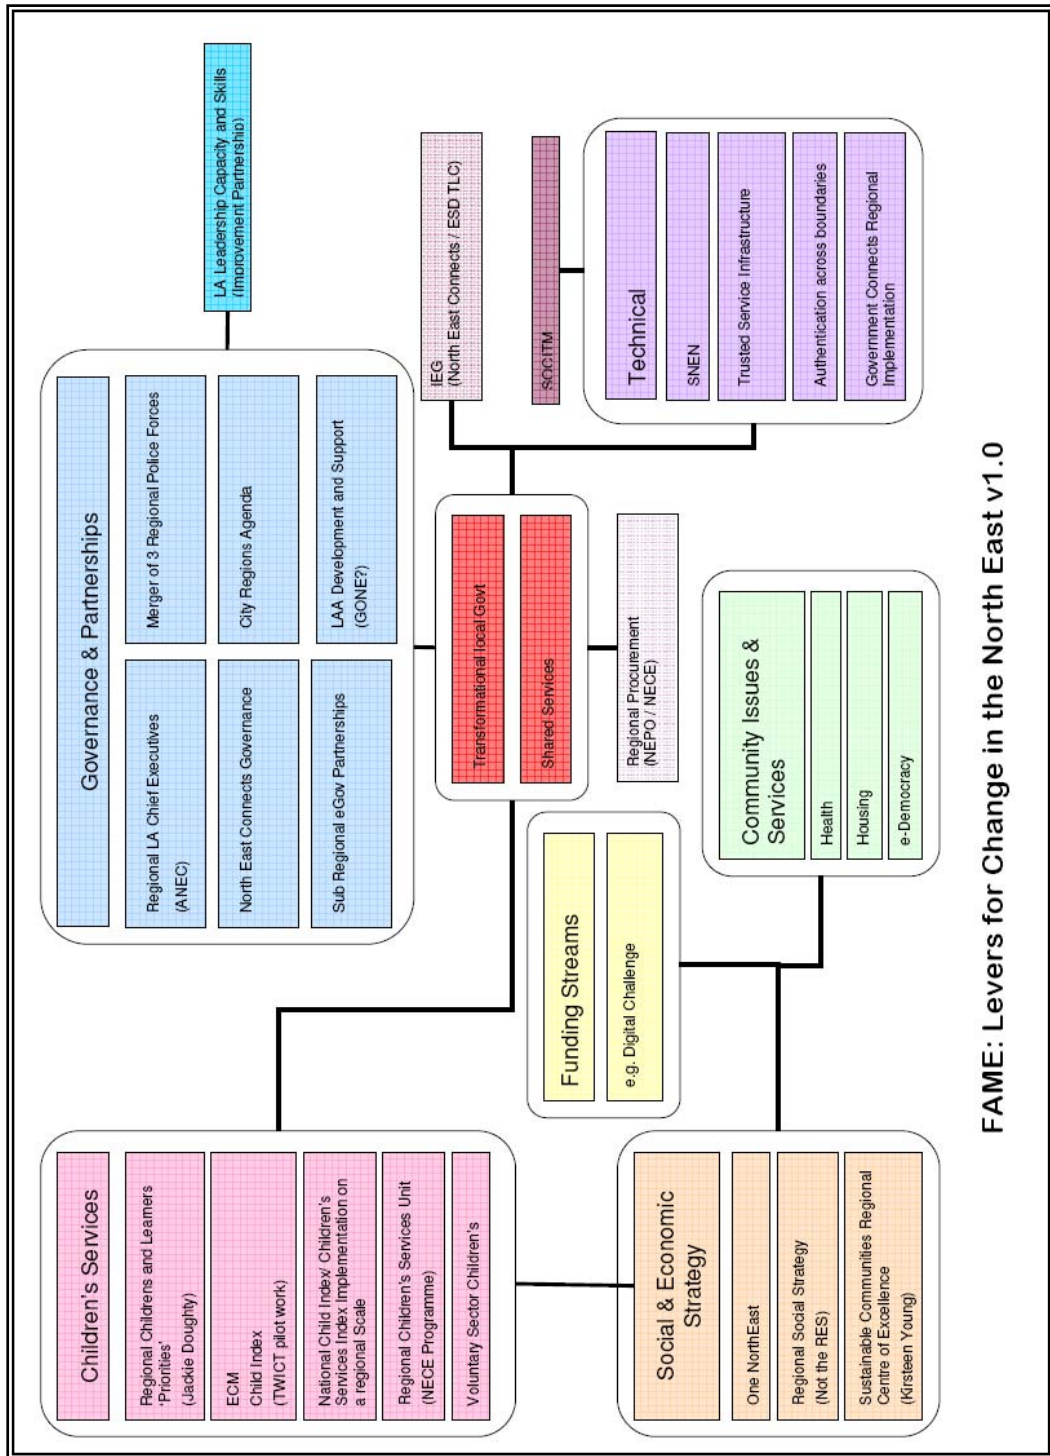 Children's Services
Regional Childrens and Learners
'Priorities'
(Jackie Doughty)
ECM
Child Index
(TWICT pilot work)
National Child Index/ Children's
Services Index Implementation on
a regional Scale
Regional Children's Services Unit
(NECE Programme)
Voluntary Sector Children's
Governance & Partnerships
Regional LA Chief Executives
(ANEC)
Merger of 3 Regional Police Forces
North East Connects Governance
City Regions Agenda
Sub Regional eGov Partnerships
LAA Development and Support
(GONE?)
LA Leadership Capacity and Skills
(Improvement Partnership)
Transformational local Govt
Shared Services
IEG
(North East Connects / ESD TLC)
SOCITM
Technical
SNEN
Trusted Service Infrastructure
Authentication across boundaries
Government Connects Regional
Implementation
Regional Procurement
(NEPO / NECE)
Funding Streams
e.g. Digital Challenge
Community Issues &
Services
Health
Housing
e-Democracy
Social & Economic
Strategy
One NorthEast
Regional Social Strategy
(Not the RES)
Sustainable Communities Regional
Centre of Excellence
(Kirsteen Young)
FAME: Levers for Change in the North East v1.0